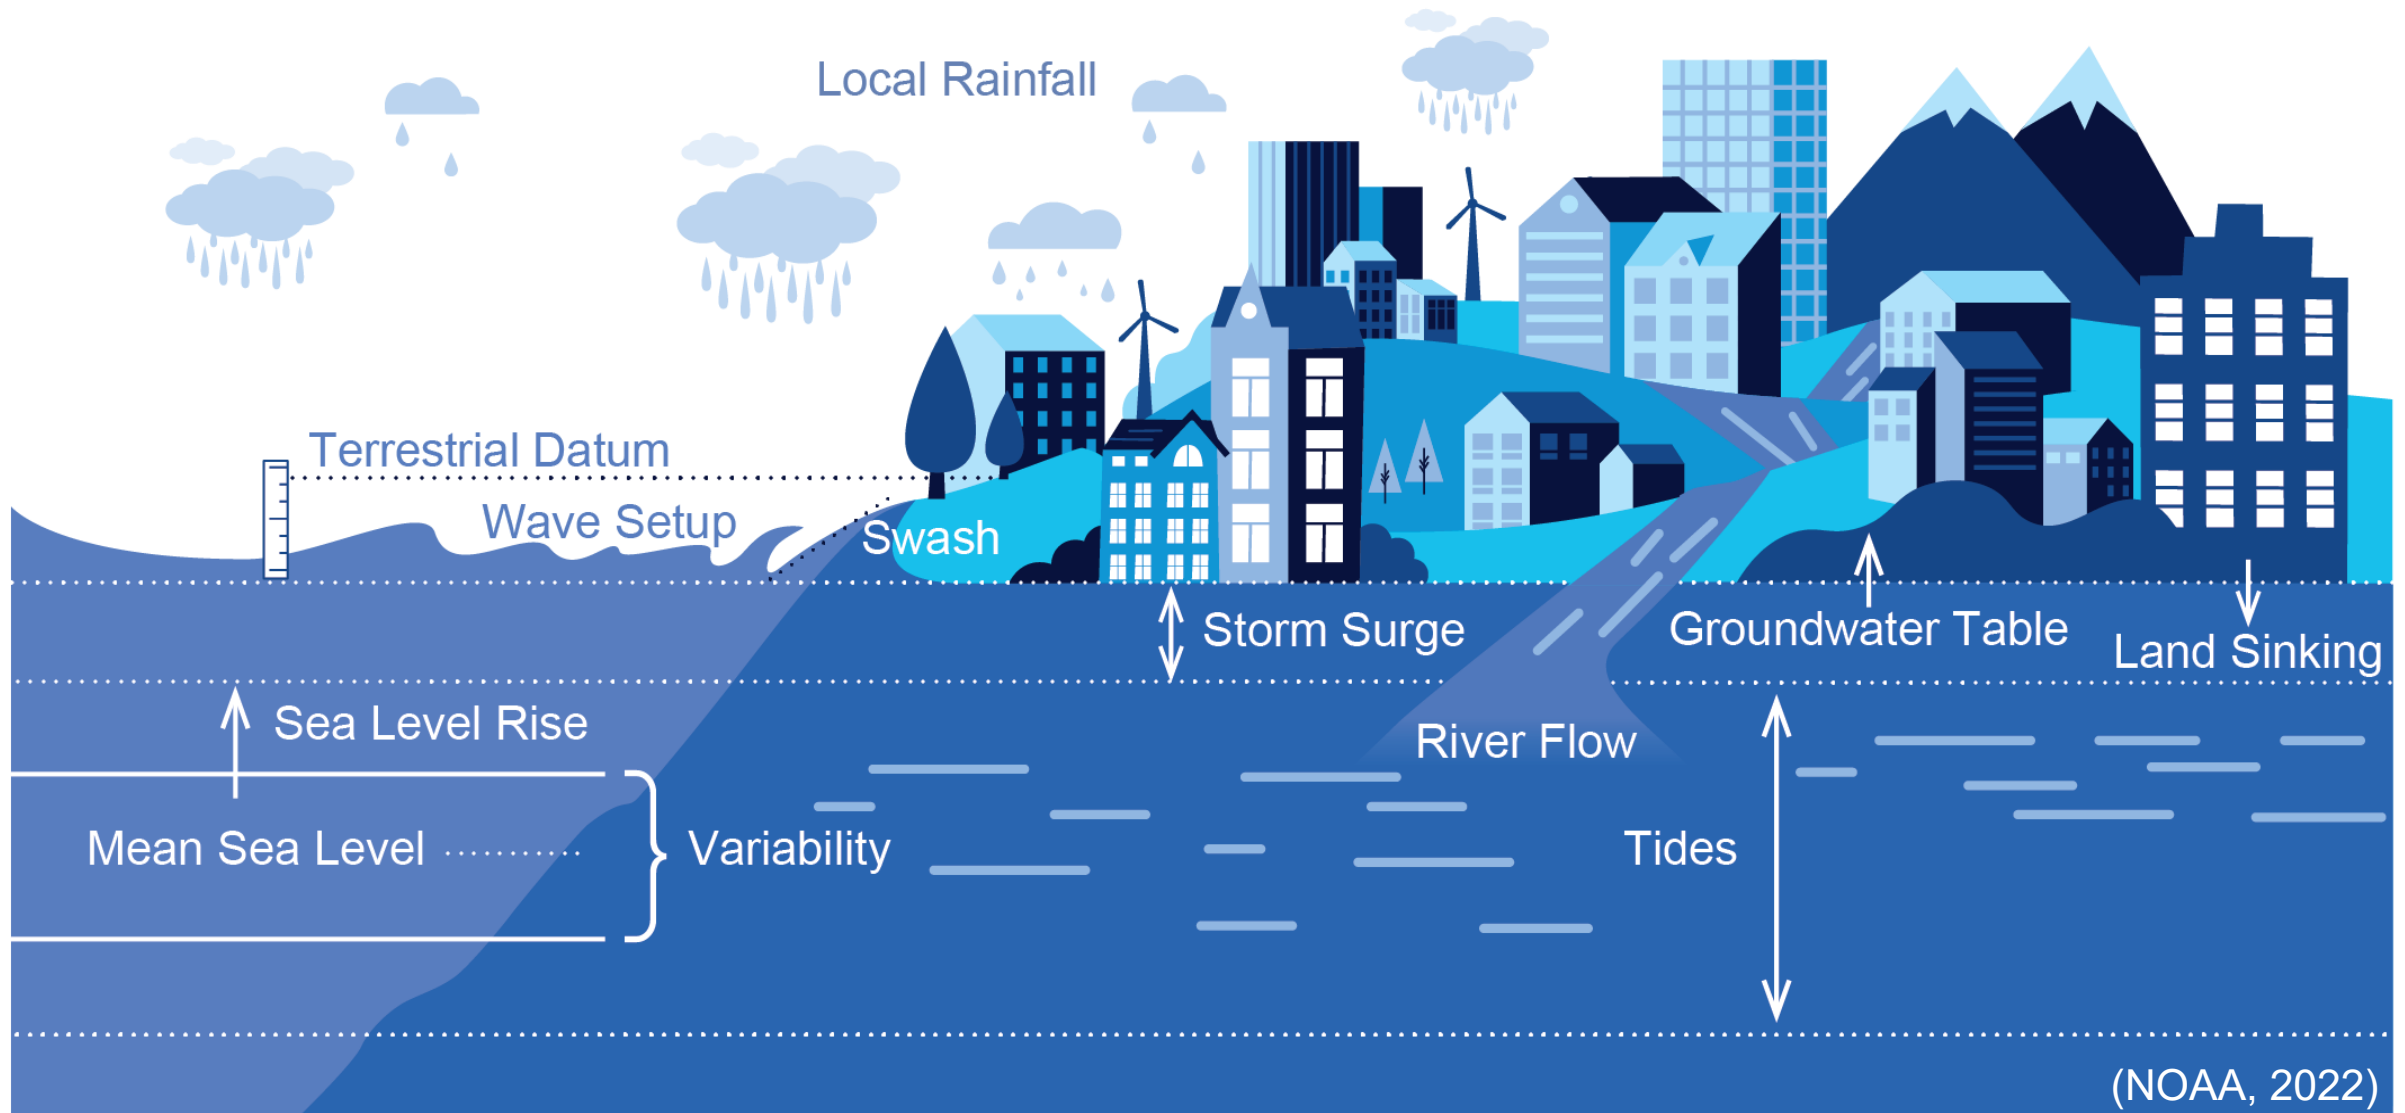 Local Rainfall
Terrestrial Datum
Wave Setup
Swash
Storm Surge
Groundwater Table
Land Sinking
Sea Level Rise
River Flow
Mean Sea Level
Variability
Tides
(NOAA, 2022)